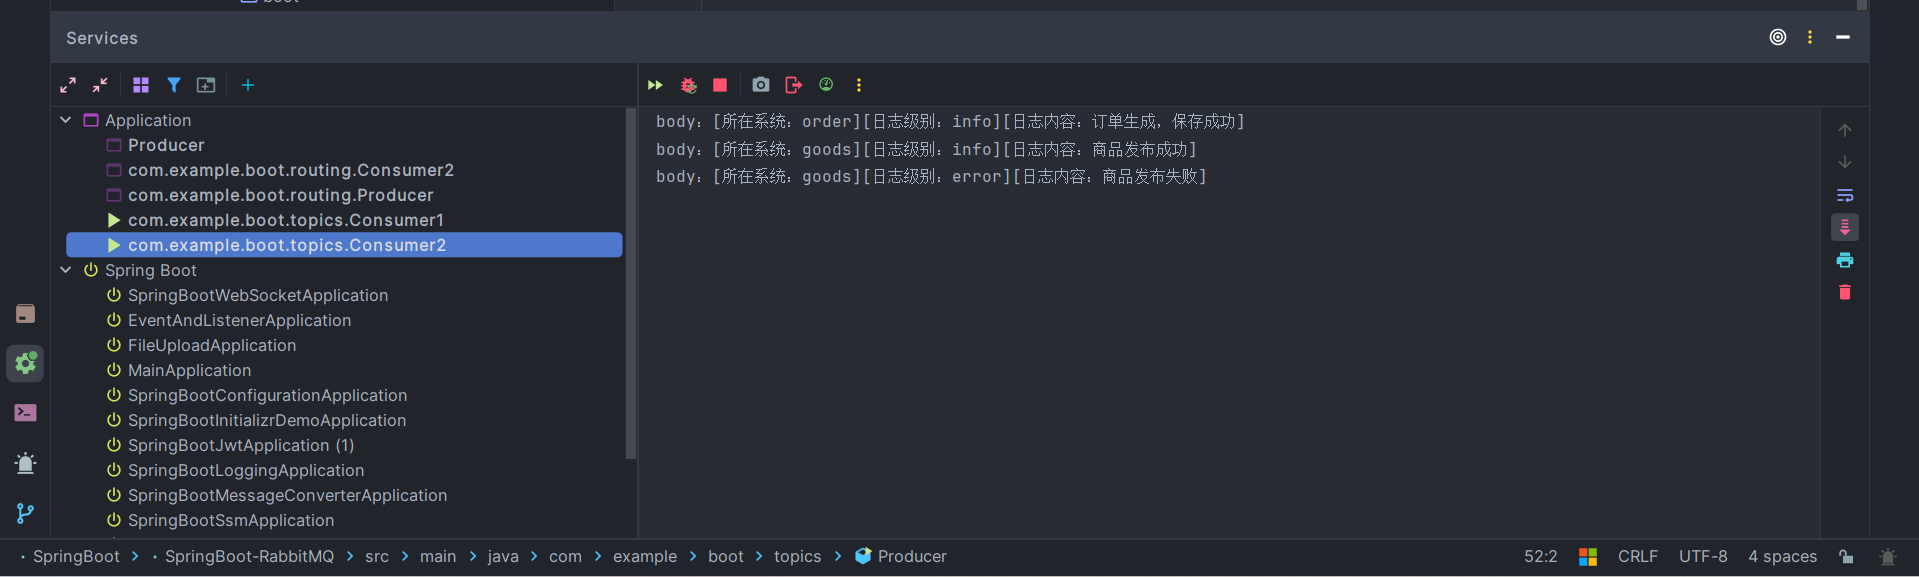 boot
Services
Application
Producer
com.example.boot.routing.Consumer2
com.example.boot.routing.Producer
com.example.boot.topics.Consumer1
com.example.boot.topics.Consumer2
Spring Boot
SpringBootWebSocketApplication
EventAndListenerApplication
FileUploadApplication
MainApplication
SpringBootConfigurationApplication
SpringBootInitializrDemoApplication
SpringBootJwtApplication (1)
SpringBootLoggingApplication
SpringBootMessageConverterApplication
SpringBootSsmApplication
body: [所在系统: order][日志级别: info][日志内容: 订单生成，保存成功]
body: [所在系统: goods][日志级别: info][日志内容: 商品发布成功]
body: [所在系统: goods][日志级别: error][日志内容: 商品发布失败]
SpringBoot > SpringBoot-RabbitMQ > src > main > java > com > example > boot > topics > Producer 52:2 CRLF UTF-8 4 spaces